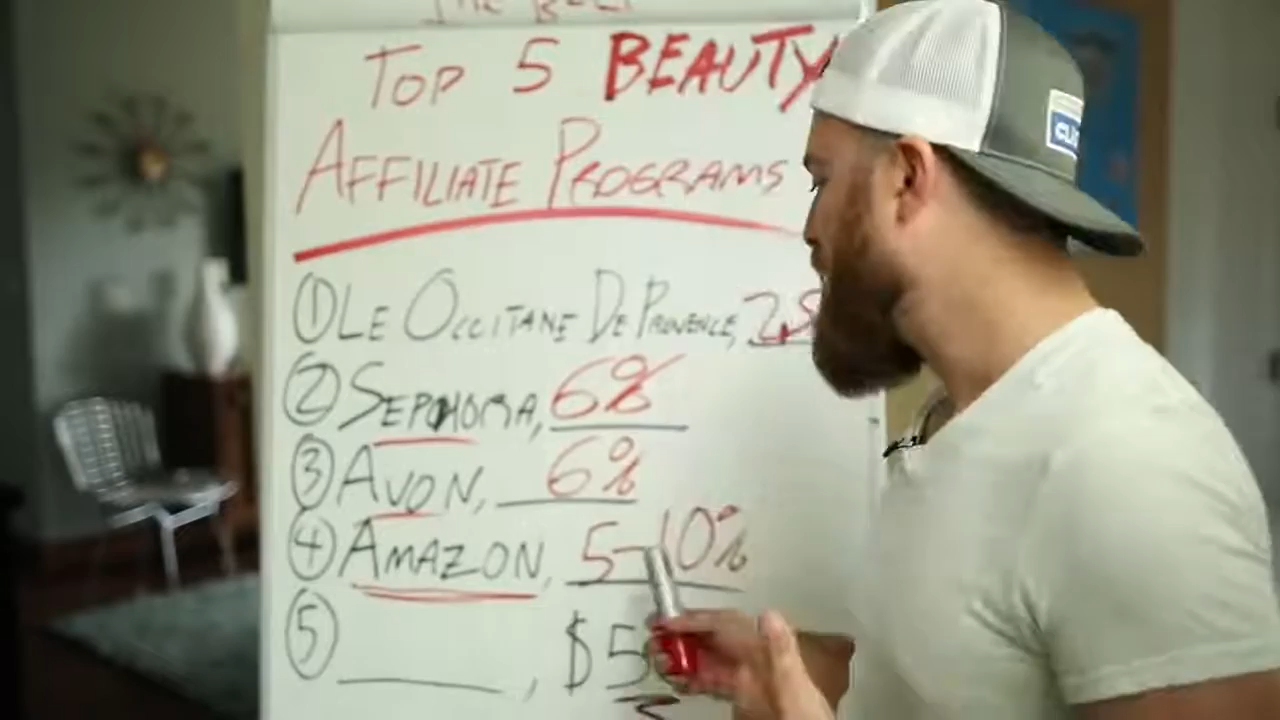 TOP 5 BEAUTY
AFFILIATE PROGRAMS
① LE OCCITANE DE PROVENCE,
② SEPHORA, 6%
③ AVON, 6%
④ AMAZON, 5-10%
⑤ , $5